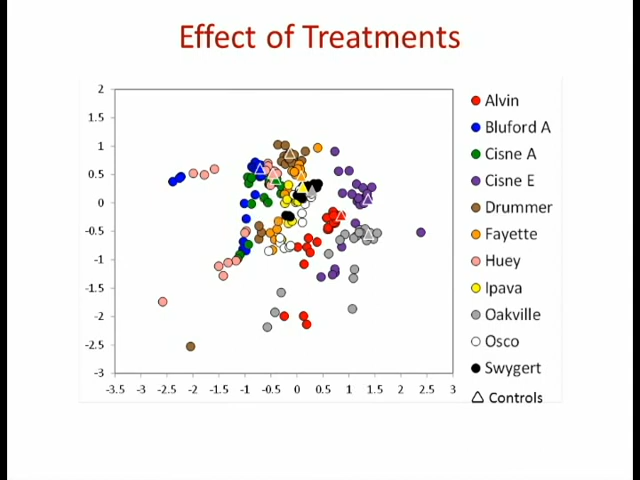 Effect of Treatments
2
1.5
1
0.5
0
-0.5
-1
-1.5
-2
-2.5
-3
-3.5 -3 -2.5 -2 -1.5 -1 -0.5 0 0.5 1 1.5 2 2.5 3
Alvin
Bluford A
Cisne A
Cisne E
Drummer
Fayette
Huey
Ipava
Oakville
Osco
Swygert
Controls